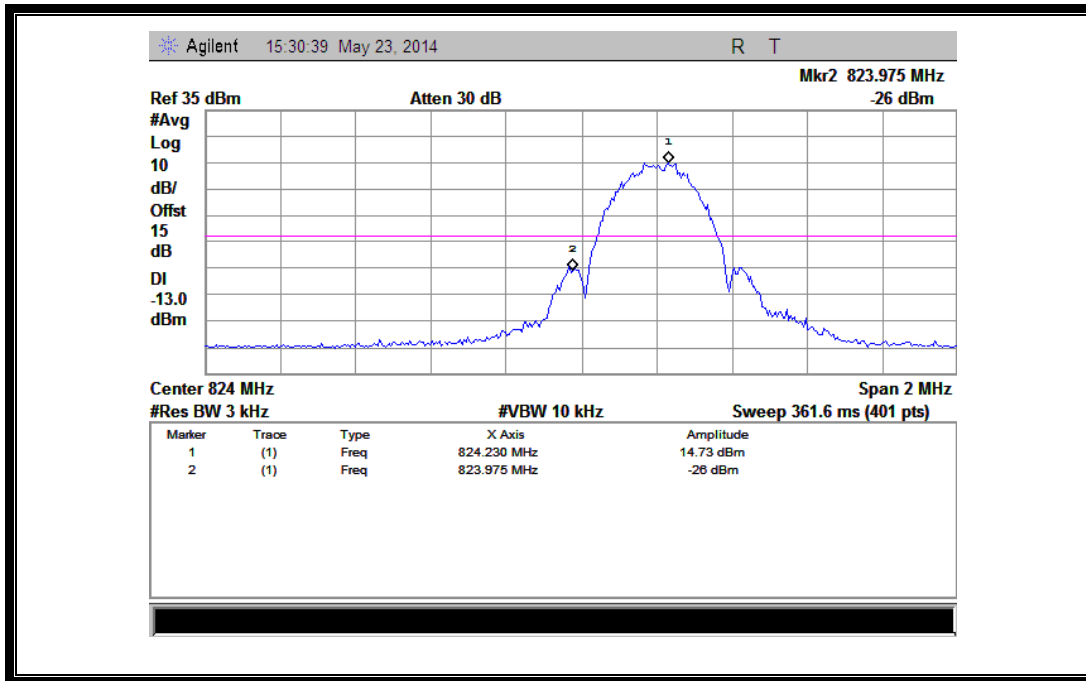 Agilent 15:30:39 May 23, 2014 R T
Mkr2 823.975 MHz
Ref 35 dBm Atten 30 dB -26 dBm
#Avg
Log
10
dB/
Offst
15
dB
DI
-13.0
dBm
1
2
Center 824 MHz Span 2 MHz
#Res BW 3 kHz #VBW 10 kHz Sweep 361.6 ms (401 pts)
Marker Trace Type X Axis Amplitude
1 (1) Freq 824.230 MHz 14.73 dBm
2 (1) Freq 823.975 MHz -26 dBm